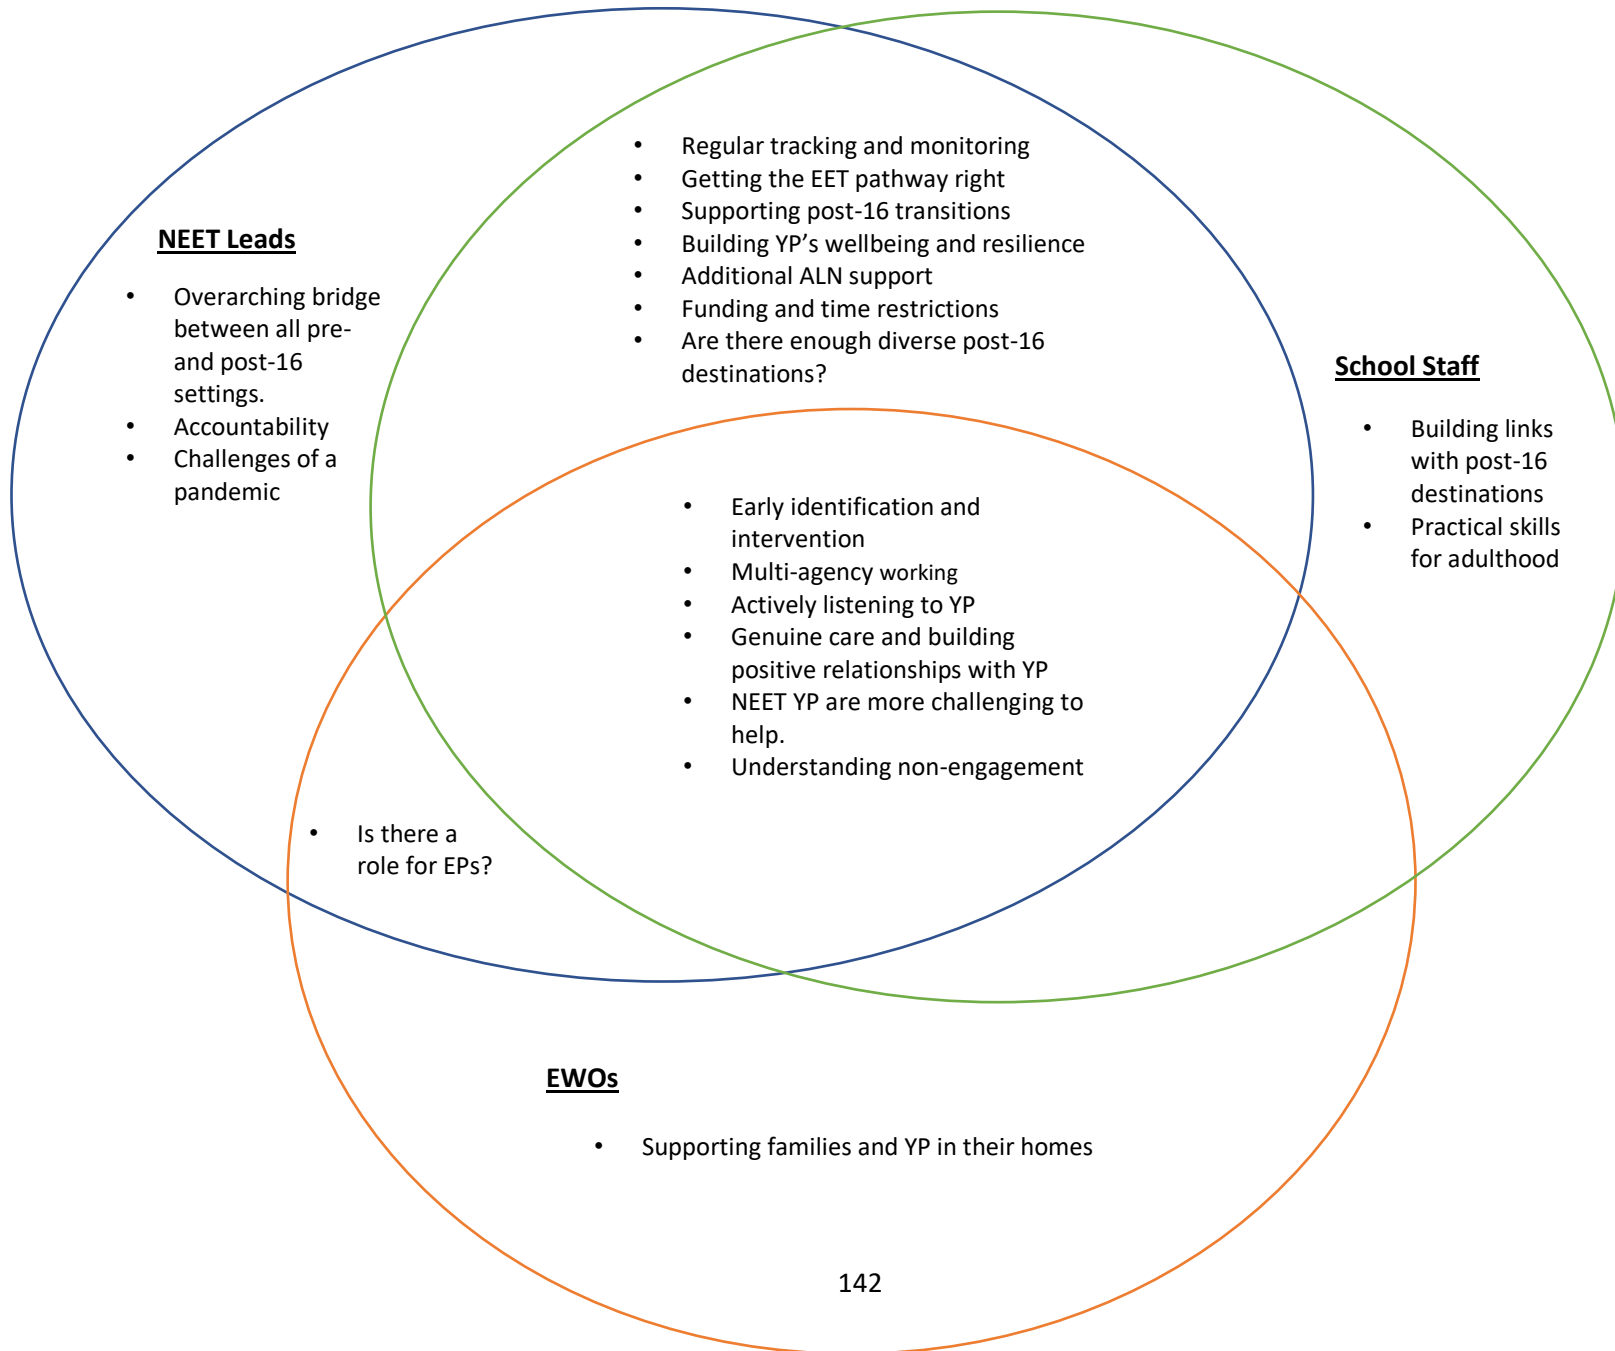 • Regular tracking and monitoring
• Getting the EET pathway right
• Supporting post-16 transitions
• Building YP’s wellbeing and resilience
• Additional ALN support
• Funding and time restrictions
• Are there enough diverse post-16
destinations?
NEET Leads
• Overarching bridge
between all pre-
and post-16
settings.
• Accountability
• Challenges of a
pandemic
School Staff
• Building links
with post-16
destinations
• Practical skills
for adulthood
• Early identification and
intervention
• Multi-agency working
• Actively listening to YP
• Genuine care and building
positive relationships with YP
• NEET YP are more challenging to
help.
• Understanding non-engagement
• Is there a
role for EPs?
EWOs
• Supporting families and YP in their homes
142